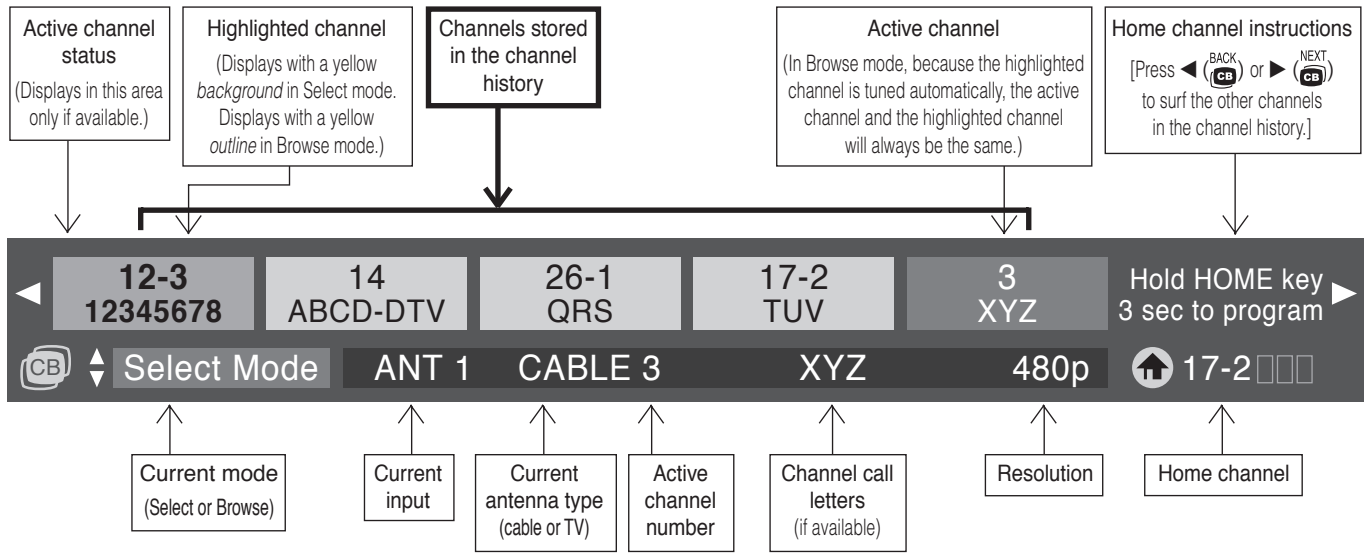 Active channel
status
(Displays in this area
only if available.)
Highlighted channel
(Displays with a yellow
background in Select mode.
Displays with a yellow
outline in Browse mode.)
Channels stored
in the channel
history
Active channel
(In Browse mode, because the highlighted
channel is tuned automatically, the active
channel and the highlighted channel
will always be the same.)
Home channel instructions
[Press ◀ (BACK CB) or ▶ (NEXT CB)
to surf the other channels
in the channel history.]
12-3
12345678
14
ABCD-DTV
26-1
QRS
17-2
TUV
3
XYZ
Hold HOME key
3 sec to program
CB Select Mode ANT 1 CABLE 3 XYZ 480p 17-2
Current mode
(Select or Browse)
Current
input
Current
antenna type
(cable or TV)
Active
channel
number
Channel call
letters
(if available)
Resolution
Home channel